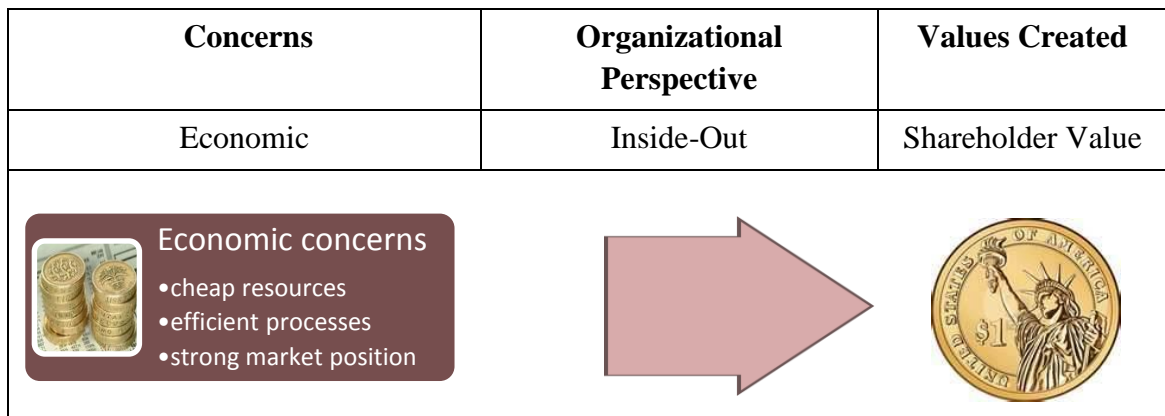 Concerns
Organizational
Perspective
Values Created
Economic
Inside-Out
Shareholder Value
Economic concerns
•cheap resources
•efficient processes
•strong market position
UNITED STATES OF AMERICA
$1